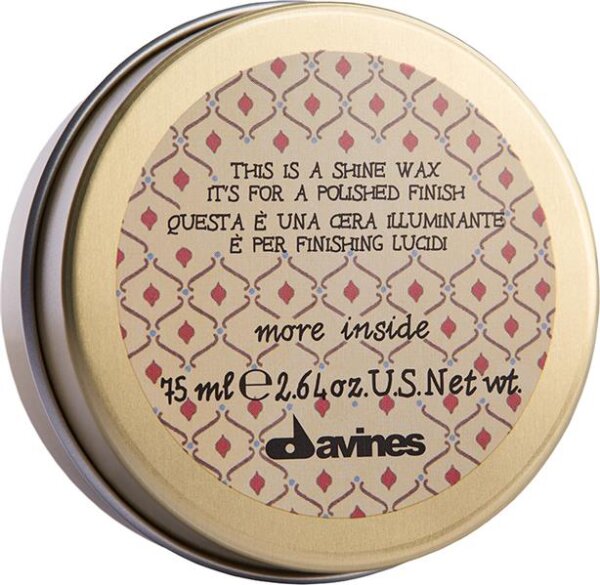 THIS IS A SHINE WAX
IT'S FOR A POLISHED FINISH
QUESTA È UNA CERA ILLUMINANTE
È PER FINISHING LUCIDI
more inside
75 ml e 2.64 oz. U.S. Net wt.
davines